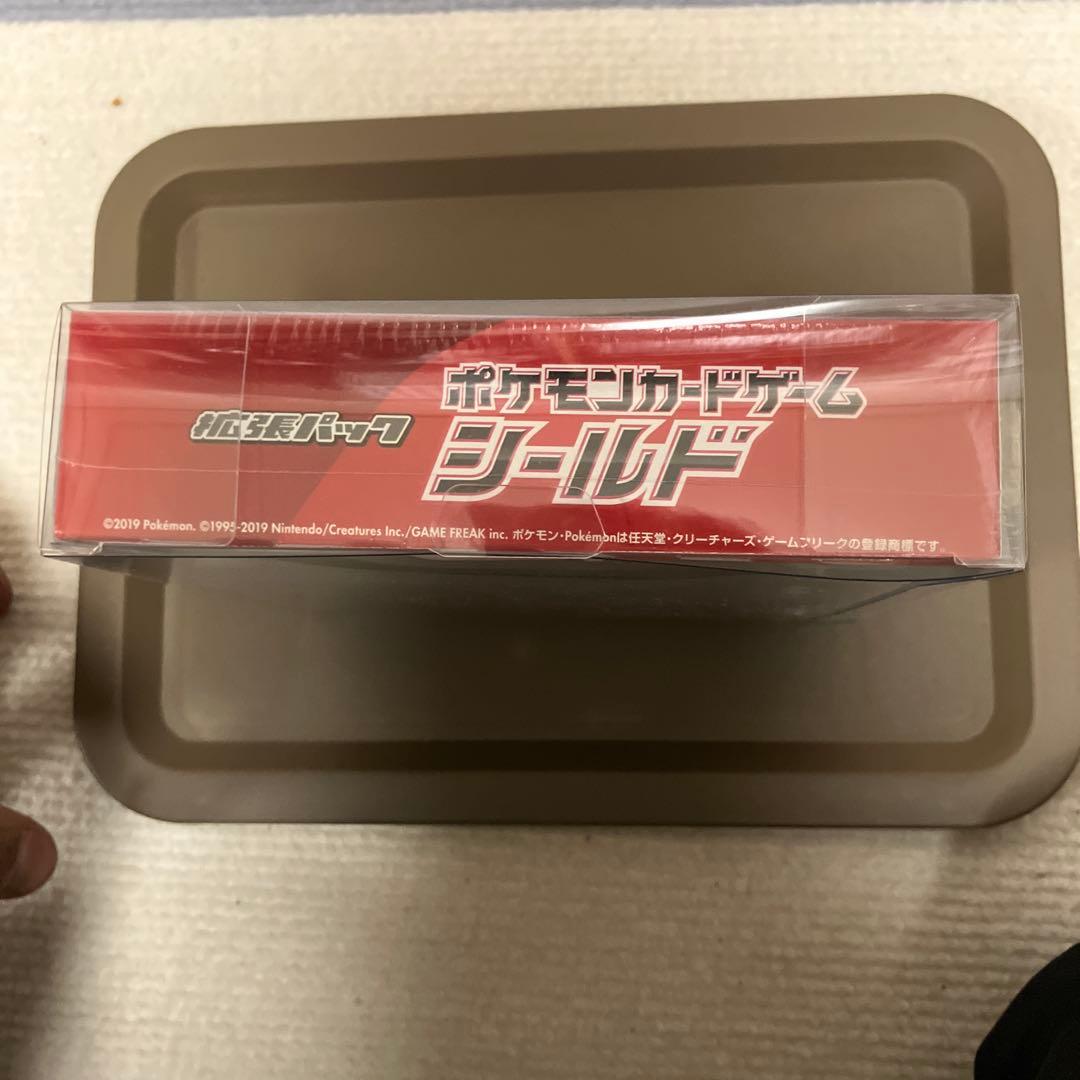 ポケモンカードゲーム
拡張パック
シールド
©2019 Pokémon. ©1995-2019 Nintendo/Creatures Inc./GAME FREAK inc. ポケモン・Pokémonは任天堂・クリーチャーズ・ゲームフリークの登録商標です。